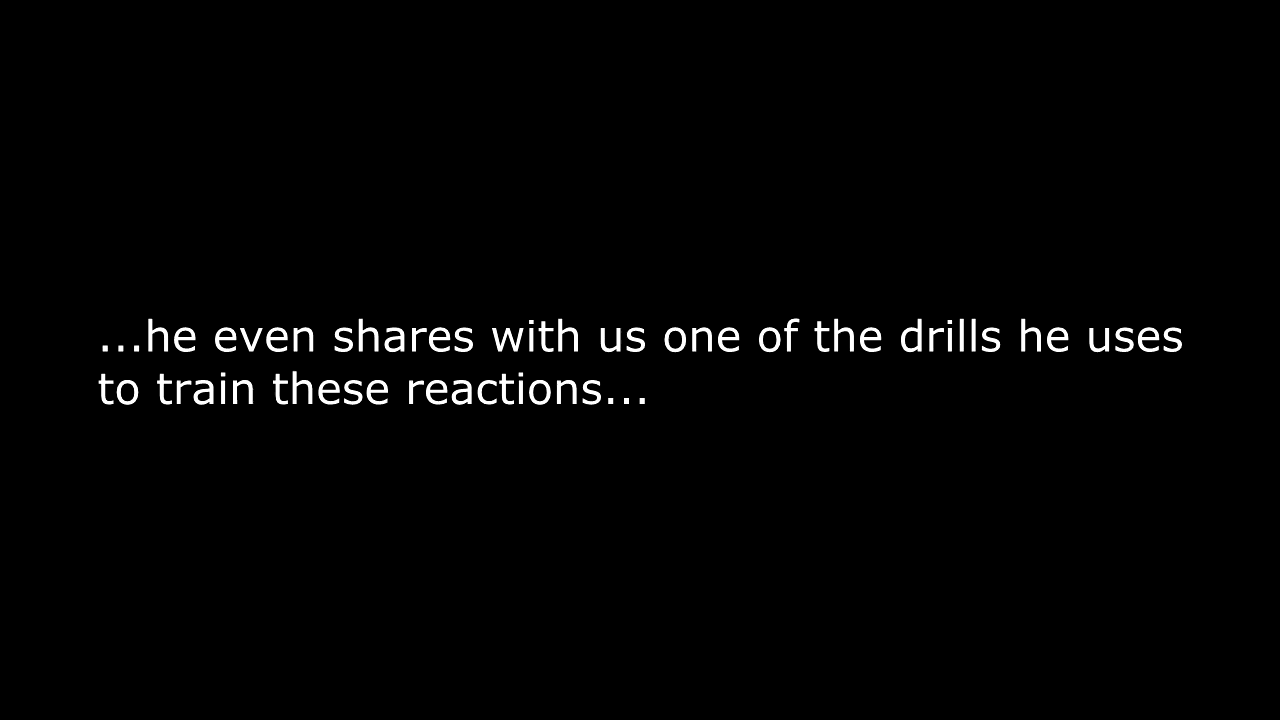 ...he even shares with us one of the drills he uses
to train these reactions...